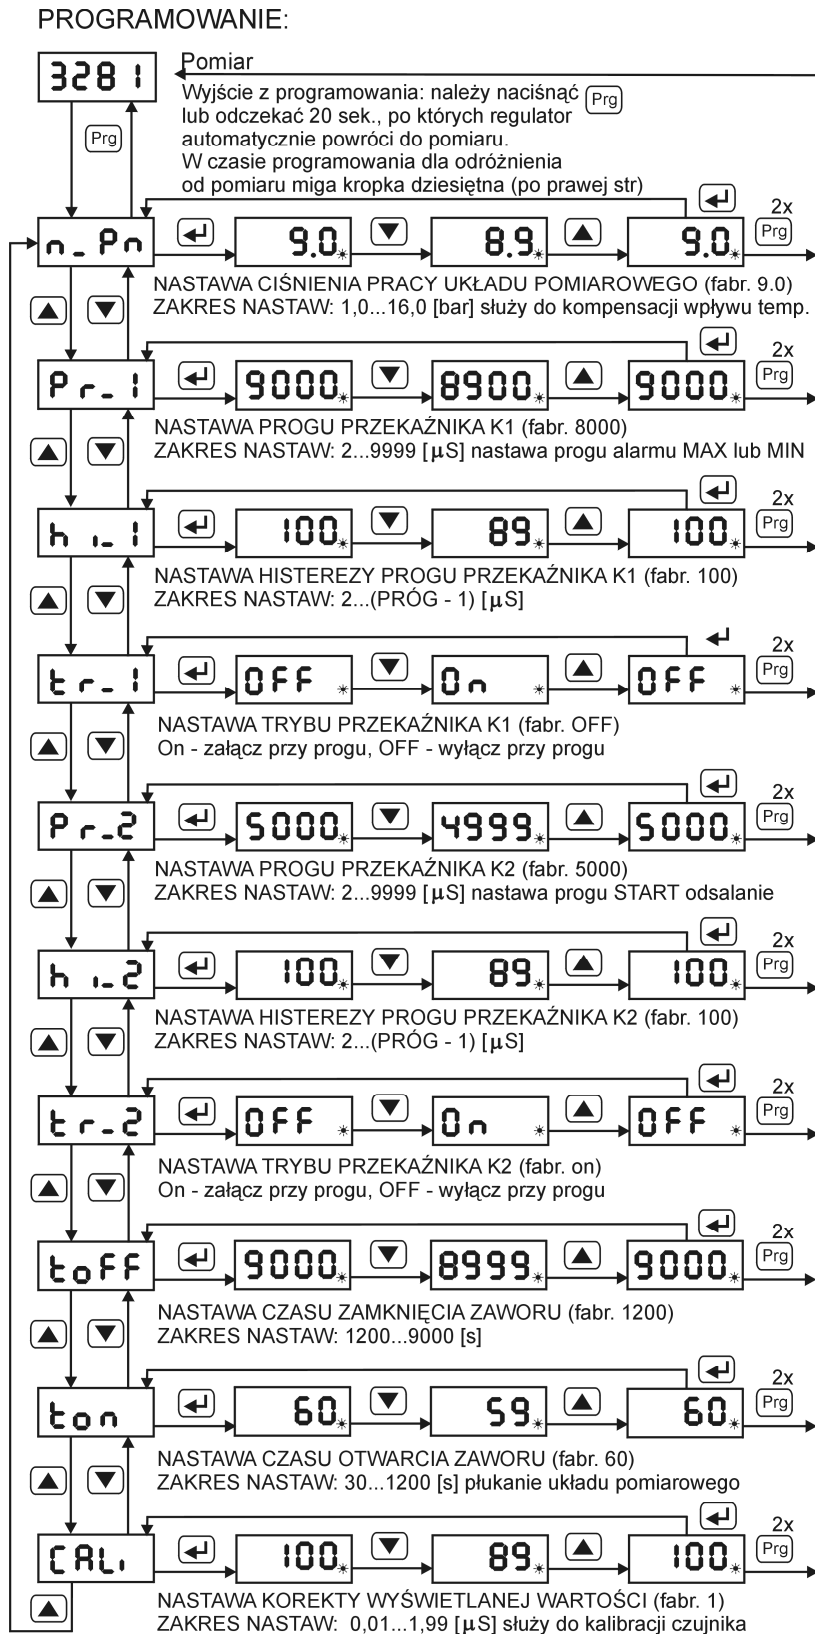 PROGRAMOWANIE:
3281
Pomiar
Wyjście z programowania: należy nacisnąć Prg
lub odczekać 20 sek., po których regulator
automatycznie powróci do pomiaru.
W czasie programowania dla odróżnienia
od pomiaru miga kropka dziesiętna (po prawej str)
Prg
n_Pn 9.0 8.9 9.0 2x Prg
NASTAWA CIŚNIENIA PRACY UKŁADU POMIAROWEGO (fabr. 9.0)
ZAKRES NASTAW: 1,0...16,0 [bar] służy do kompensacji wpływu temp.
Pr_1 9000 8900 9000 2x Prg
NASTAWA PROGU PRZEKAŹNIKA K1 (fabr. 8000)
ZAKRES NASTAW: 2...9999 [µS] nastawa progu alarmu MAX lub MIN
hi_1 100 89 100 2x Prg
NASTAWA HISTEREZY PROGU PRZEKAŹNIKA K1 (fabr. 100)
ZAKRES NASTAW: 2...(PRÓG - 1) [µS]
tr_1 OFF On OFF 2x Prg
NASTAWA TRYBU PRZEKAŹNIKA K1 (fabr. OFF)
On - załącz przy progu, OFF - wyłącz przy progu
Pr_2 5000 4999 5000 2x Prg
NASTAWA PROGU PRZEKAŹNIKA K2 (fabr. 5000)
ZAKRES NASTAW: 2...9999 [µS] nastawa progu START odsalanie
hi_2 100 89 100 2x Prg
NASTAWA HISTEREZY PROGU PRZEKAŹNIKA K2 (fabr. 100)
ZAKRES NASTAW: 2...(PRÓG - 1) [µS]
tr_2 OFF On OFF 2x Prg
NASTAWA TRYBU PRZEKAŹNIKA K2 (fabr. on)
On - załącz przy progu, OFF - wyłącz przy progu
toFF 9000 8999 9000 2x Prg
NASTAWA CZASU ZAMKNIĘCIA ZAWORU (fabr. 1200)
ZAKRES NASTAW: 1200...9000 [s]
ton 60 59 60 2x Prg
NASTAWA CZASU OTWARCIA ZAWORU (fabr. 60)
ZAKRES NASTAW: 30...1200 [s] płukanie układu pomiarowego
CALi 100 89 100 2x Prg
NASTAWA KOREKTY WYŚWIETLANEJ WARTOŚCI (fabr. 1)
ZAKRES NASTAW: 0,01...1,99 [µS] służy do kalibracji czujnika